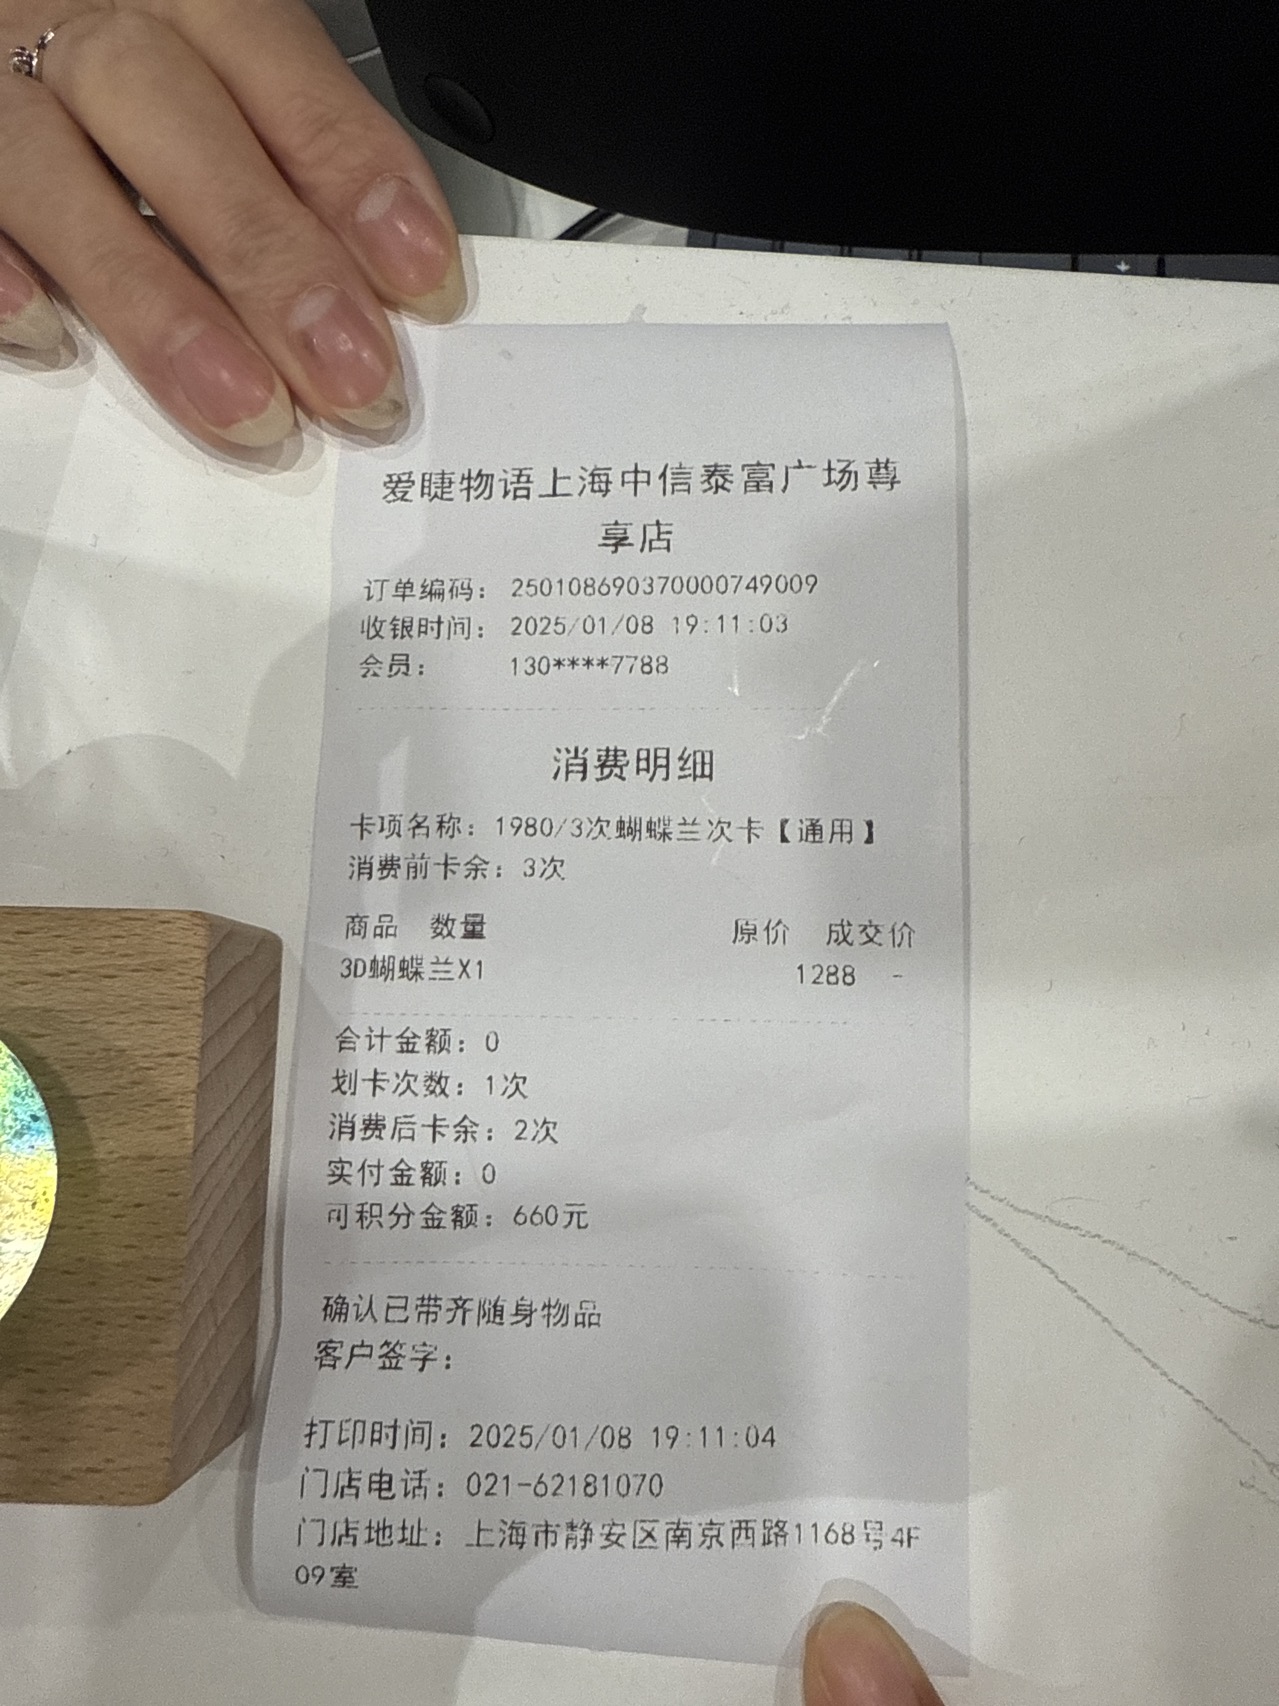 爱睫物语上海中信泰富广场尊
享店
订单编码：250108690370000749009
收银时间：2025/01/08 19:11:03
会员：130****7788
消费明细
卡项名称：1980/3次蝴蝶兰次卡【通用】
消费前卡余：3次
商品 数量 原价 成交价
3D蝴蝶兰X1 1288 -
合计金额：0
划卡次数：1次
消费后卡余：2次
实付金额：0
可积分金额：660元
确认已带齐随身物品
客户签字：
打印时间：2025/01/08 19:11:04
门店电话：021-62181070
门店地址：上海市静安区南京西路1168号4F
09室